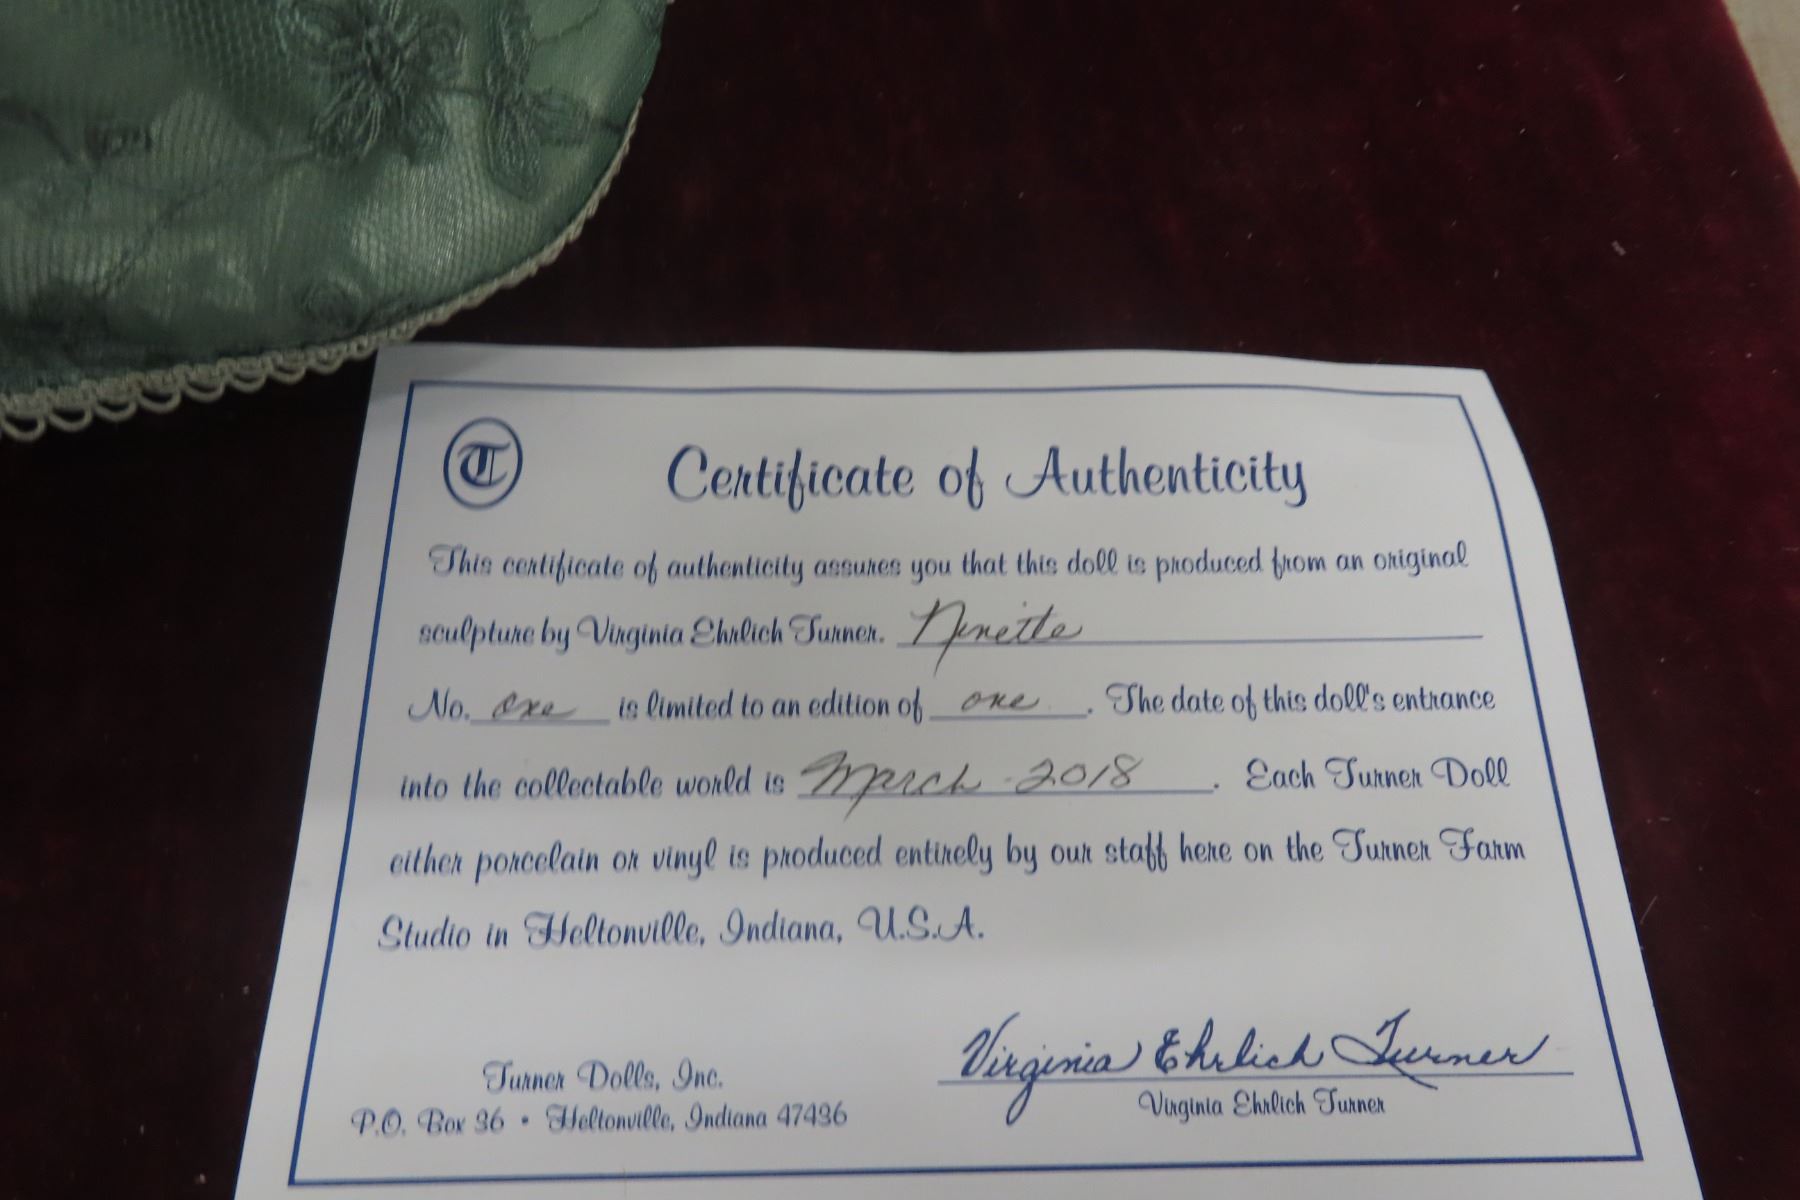 T
Certificate of Authenticity
This certificate of authenticity assures you that this doll is produced from an original
sculpture by Virginia Ehrlich Turner. Ninette
No. one is limited to an edition of one. The date of this doll's entrance
into the collectable world is March 2018. Each Turner Doll
either porcelain or vinyl is produced entirely by our staff here on the Turner Farm
Studio in Heltonville, Indiana, U.S.A.
Virginia Ehrlich Turner
Turner Dolls, Inc.
Virginia Ehrlich Turner
P.O. Box 36 • Heltonville, Indiana 47436